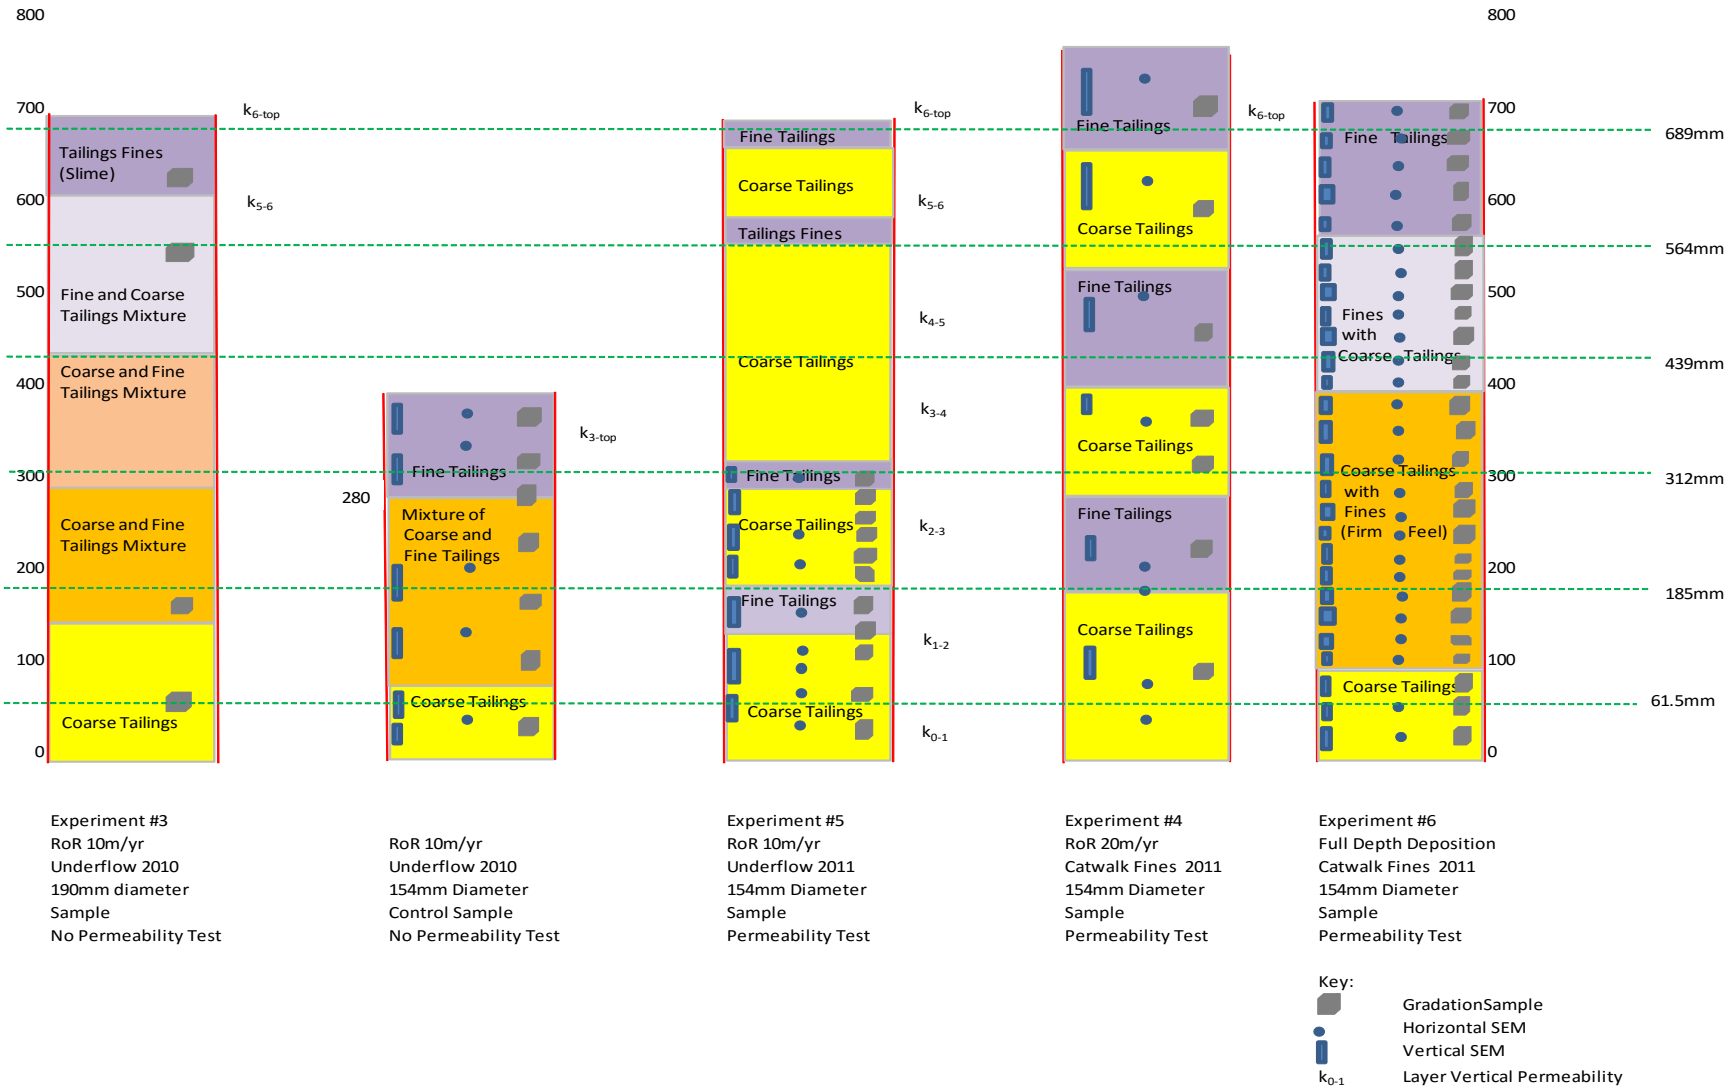 800
700
600
500
400
300
200
100
0
Tailings Fines
(Slime)
Fine and Coarse
Tailings Mixture
Coarse and Fine
Tailings Mixture
Coarse and Fine
Tailings Mixture
Coarse Tailings
k6-top
k5-6
280
Fine Tailings
Mixture of
Coarse and
Fine Tailings
Coarse Tailings
k3-top
Fine Tailings
Coarse Tailings
Tailings Fines
Coarse Tailings
Fine Tailings
Coarse Tailings
Fine Tailings
Coarse Tailings
k6-top
k5-6
k4-5
k3-4
k2-3
k1-2
k0-1
Fine Tailings
Coarse Tailings
Fine Tailings
Coarse Tailings
Fine Tailings
Coarse Tailings
k6-top
Fine Tailings
Fines
with
Coarse Tailings
Coarse Tailings
with
Fines
(Firm Feel)
Coarse Tailings
800
700
600
500
400
300
200
100
0
689mm
564mm
439mm
312mm
185mm
61.5mm
Experiment #3
RoR 10m/yr
Underflow 2010
190mm diameter
Sample
No Permeability Test
RoR 10m/yr
Underflow 2010
154mm Diameter
Control Sample
No Permeability Test
Experiment #5
RoR 10m/yr
Underflow 2011
154mm Diameter
Sample
Permeability Test
Experiment #4
RoR 20m/yr
Catwalk Fines 2011
154mm Diameter
Sample
Permeability Test
Experiment #6
Full Depth Deposition
Catwalk Fines 2011
154mm Diameter
Sample
Permeability Test
Key:
GradationSample
Horizontal SEM
Vertical SEM
k0-1 Layer Vertical Permeability